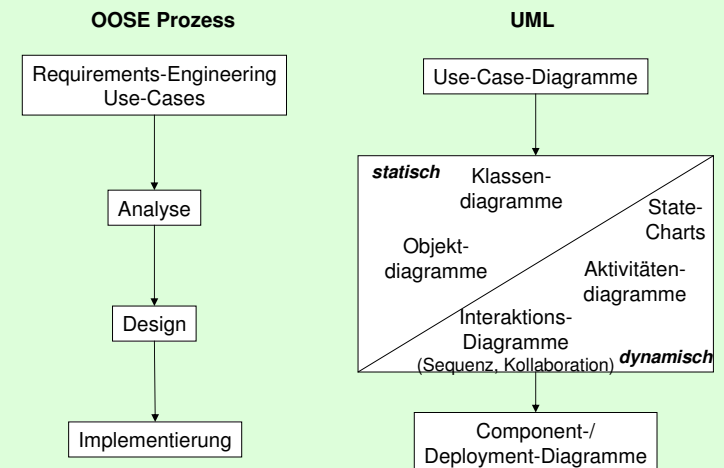 OOSE Prozess
Requirements-Engineering
Use-Cases
Analyse
Design
Implementierung
UML
Use-Case-Diagramme
statisch
Klassen-
diagramme
Objekt-
diagramme
State-
Charts
Aktivitäten-
diagramme
Interaktions-
Diagramme
(Sequenz, Kollaboration)
dynamisch
Component-/
Deployment-Diagramme